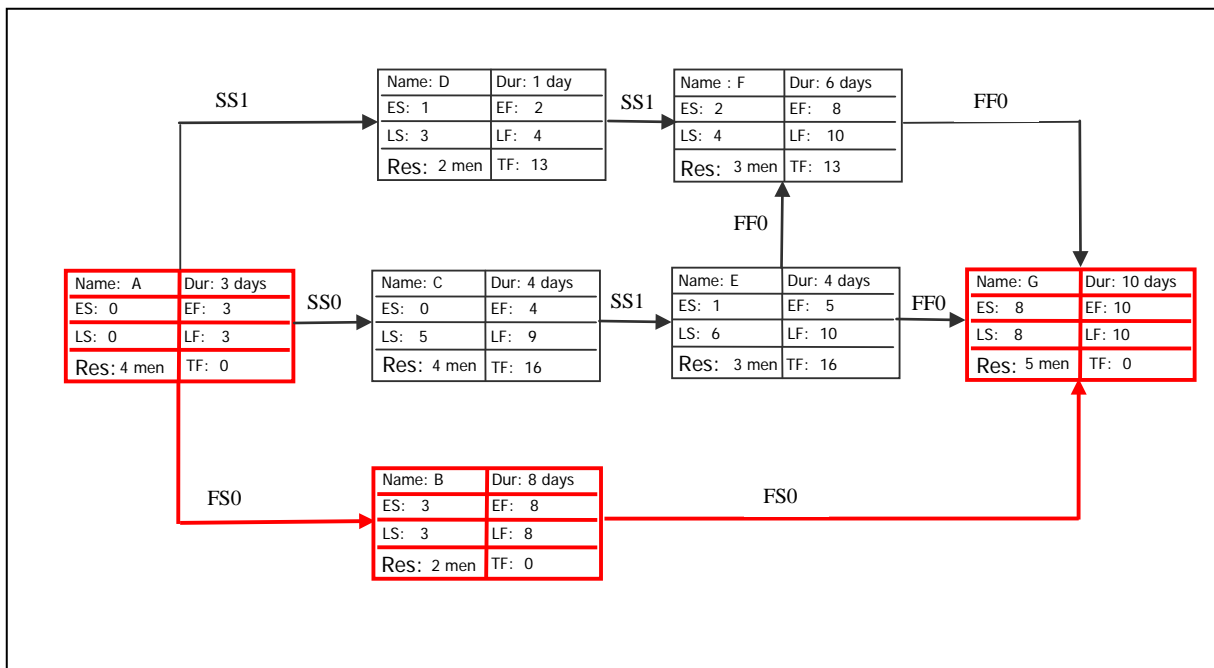 Name: D Dur: 1 day
ES: 1 EF: 2
LS: 3 LF: 4
Res: 2 men TF: 13
Name : F Dur: 6 days
ES: 2 EF: 8
LS: 4 LF: 10
Res: 3 men TF: 13
SS1
SS1
FF0
FF0
Name: A Dur: 3 days
ES: 0 EF: 3
LS: 0 LF: 3
Res: 4 men TF: 0
SS0
Name: C Dur: 4 days
ES: 0 EF: 4
LS: 5 LF: 9
Res: 4 men TF: 16
SS1
Name: E Dur: 4 days
ES: 1 EF: 5
LS: 6 LF: 10
Res: 3 men TF: 16
FF0
Name: G Dur: 10 days
ES: 8 EF: 10
LS: 8 LF: 10
Res: 5 men TF: 0
FS0
Name: B Dur: 8 days
ES: 3 EF: 8
LS: 3 LF: 8
Res: 2 men TF: 0
FS0